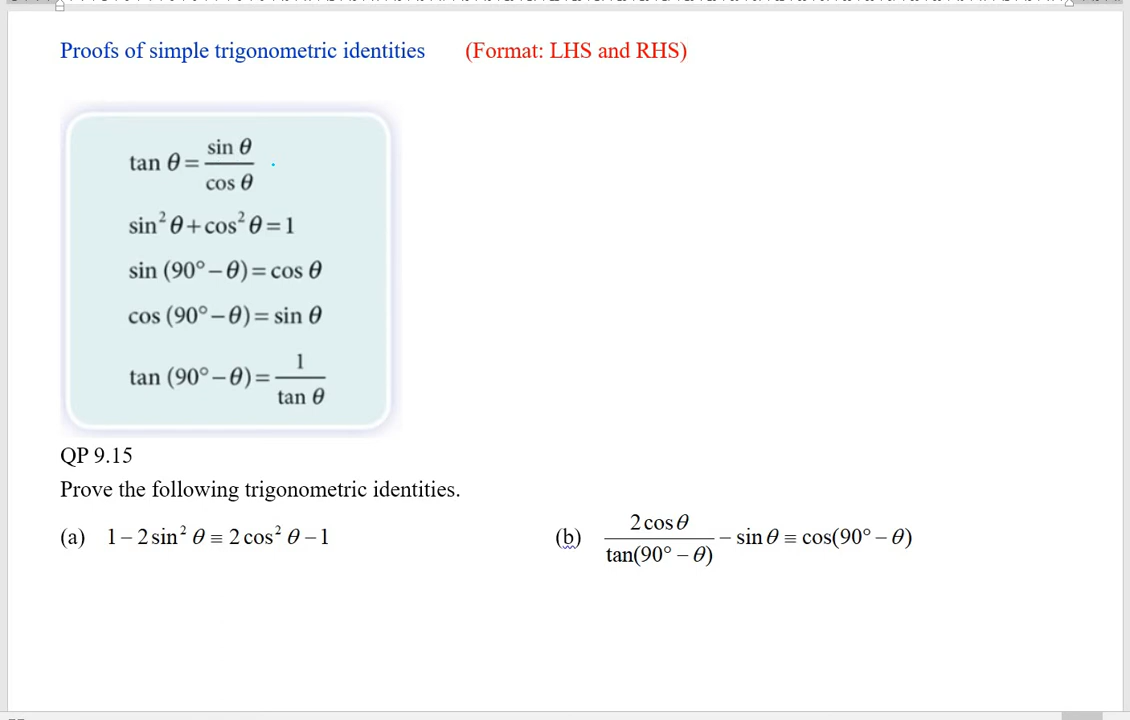 Proofs of simple trigonometric identities (Format: LHS and RHS)
tan θ = sin θ / cos θ
sin² θ + cos² θ = 1
sin (90° – θ) = cos θ
cos (90° – θ) = sin θ
tan (90° – θ) = 1 / tan θ
QP 9.15
Prove the following trigonometric identities.
(a) 1 – 2 sin² θ ≡ 2 cos² θ – 1 (b) 2 cos θ / tan(90° – θ) – sin θ ≡ cos(90° – θ)